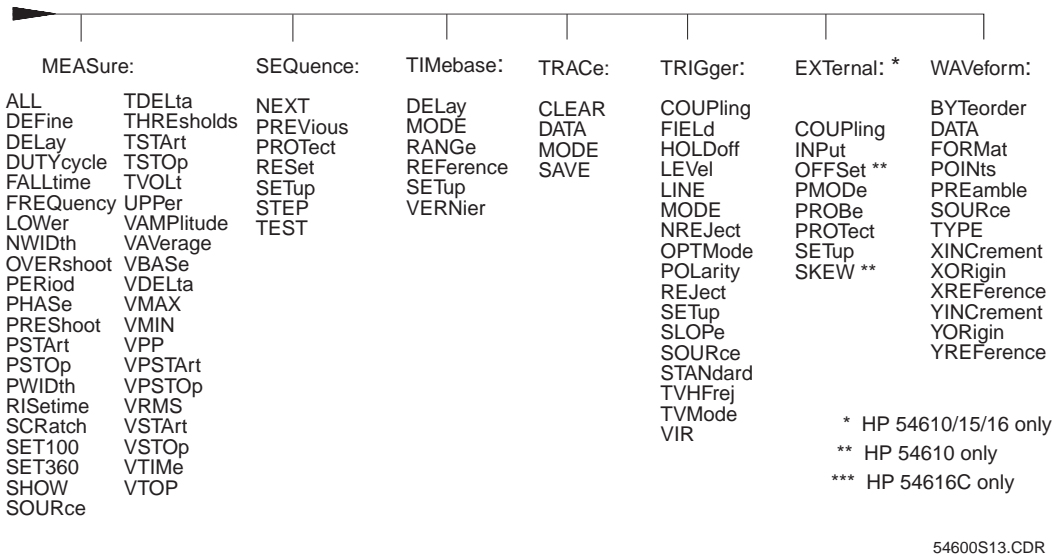 MEASure:
ALL
DEFine
DELay
DUTYcycle
FALLtime
FREQuency
LOWer
NWIDth
OVERshoot
PERiod
PHASe
PREShoot
PSTArt
PSTOp
PWIDth
RISetime
SCRatch
SET100
SET360
SHOW
SOURce
TDELta
THREsholds
TSTArt
TSTOp
TVOLt
UPPer
VAMPlitude
VAVerage
VBASe
VDELta
VMAX
VMIN
VPP
VPSTArt
VPSTOp
VRMS
VSTArt
VSTOp
VTIMe
VTOP
SEQuence:
NEXT
PREVious
PROTect
RESet
SETup
STEP
TEST
TIMebase:
DELay
MODE
RANGe
REFerence
SETup
VERNier
TRACe:
CLEAR
DATA
MODE
SAVE
TRIGger:
COUPling
FIELd
HOLDoff
LEVel
LINE
MODE
NREJect
OPTMode
POLarity
REJect
SETup
SLOPe
SOURce
STANdard
TVHFrej
TVMode
VIR
EXTernal: *
COUPling
INPut
OFFSet **
PMODe
PROBe
PROTect
SETup
SKEW **
WAVeform:
BYTeorder
DATA
FORMat
POINts
PREamble
SOURce
TYPE
XINCrement
XORigin
XREFerence
YINCrement
YORigin
YREFerence
* HP 54610/15/16 only
** HP 54610 only
*** HP 54616C only
54600S13.CDR